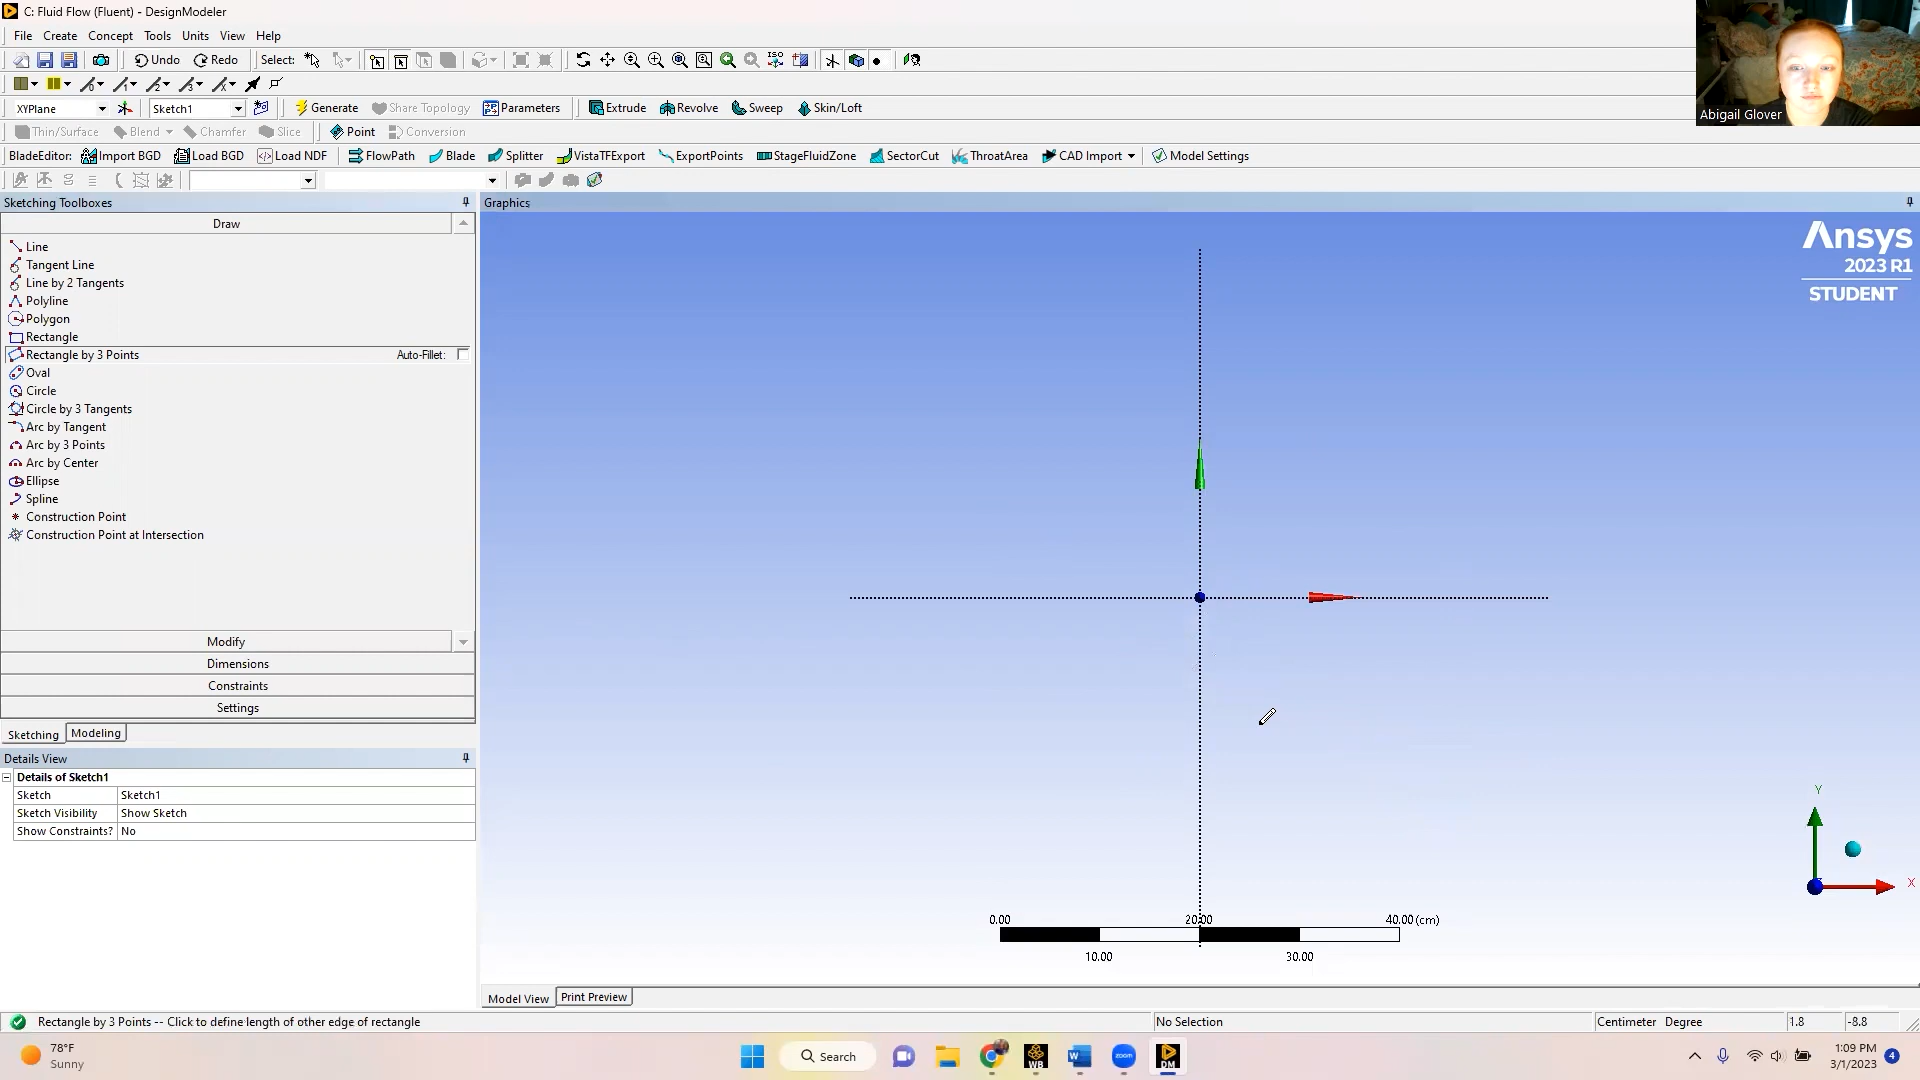 C: Fluid Flow (Fluent) - DesignModeler
File Create Concept Tools Units View Help
Undo Redo Select:
XYPlane Sketch1 Generate Share Topology Parameters Extrude Revolve Sweep Skin/Loft
Thin/Surface Blend Chamfer Slice Point Conversion
BladeEditor: Import BGD Load BGD Load NDF FlowPath Blade Splitter VistaTFExport ExportPoints StageFluidZone SectorCut ThroatArea CAD Import Model Settings
Abigail Glover
Sketching Toolboxes
Draw
Line
Tangent Line
Line by 2 Tangents
Polyline
Polygon
Rectangle
Rectangle by 3 Points Auto-Fillet:
Oval
Circle
Circle by 3 Tangents
Arc by Tangent
Arc by 3 Points
Arc by Center
Ellipse
Spline
Construction Point
Construction Point at Intersection
Modify
Dimensions
Constraints
Settings
Sketching Modeling
Details View
Details of Sketch1
Sketch Sketch1
Sketch Visibility Show Sketch
Show Constraints? No
Graphics
Ansys
2023 R1
STUDENT
Y
X
0.00 20.00 40.00 (cm)
10.00 30.00
Model View Print Preview
Rectangle by 3 Points -- Click to define length of other edge of rectangle No Selection Centimeter Degree 1.8 -8.8
78°F
Sunny
Search
WB
W
zoom
DM
1:09 PM
3/1/2023
4